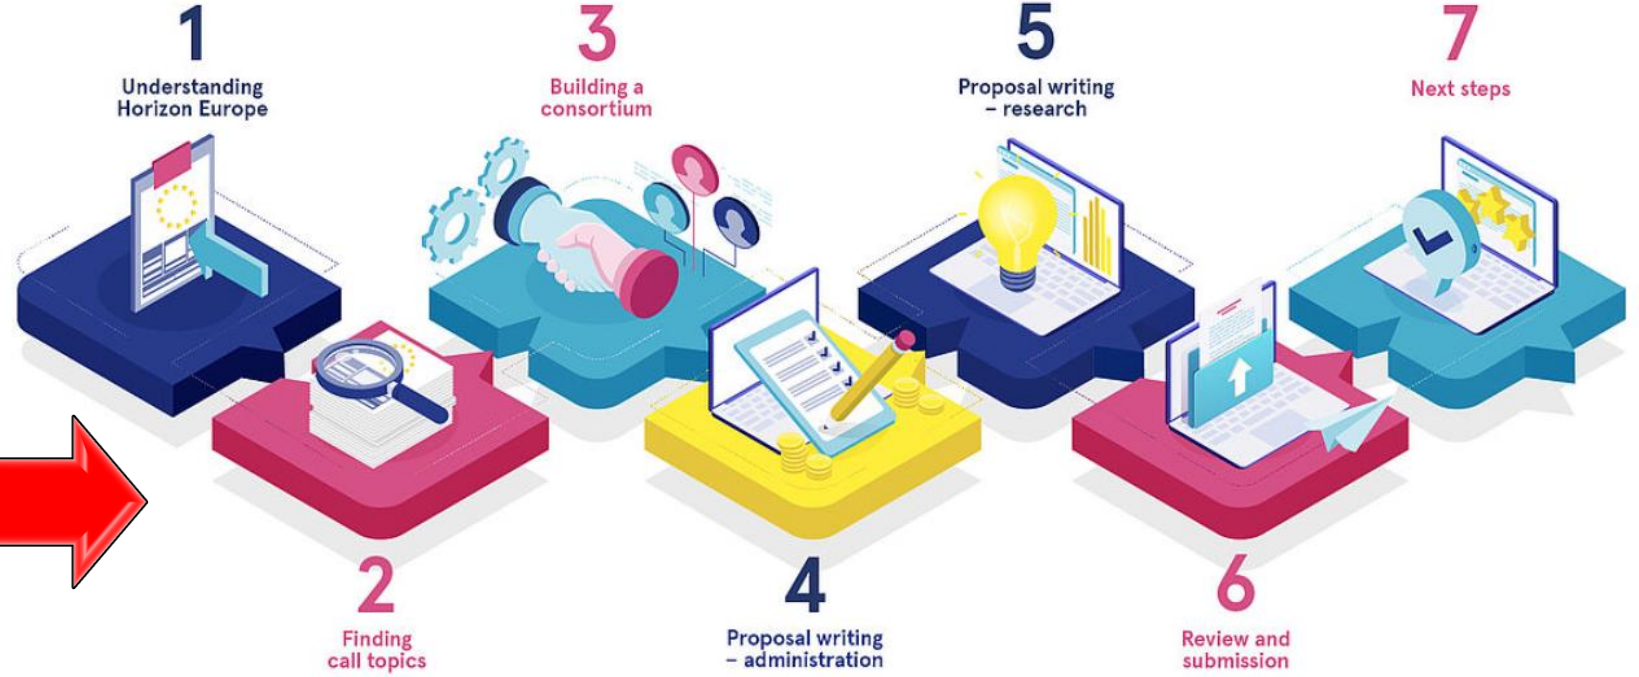 1
Understanding
Horizon Europe
2
Finding
call topics
3
Building a
consortium
4
Proposal writing
– administration
5
Proposal writing
– research
6
Review and
submission
7
Next steps